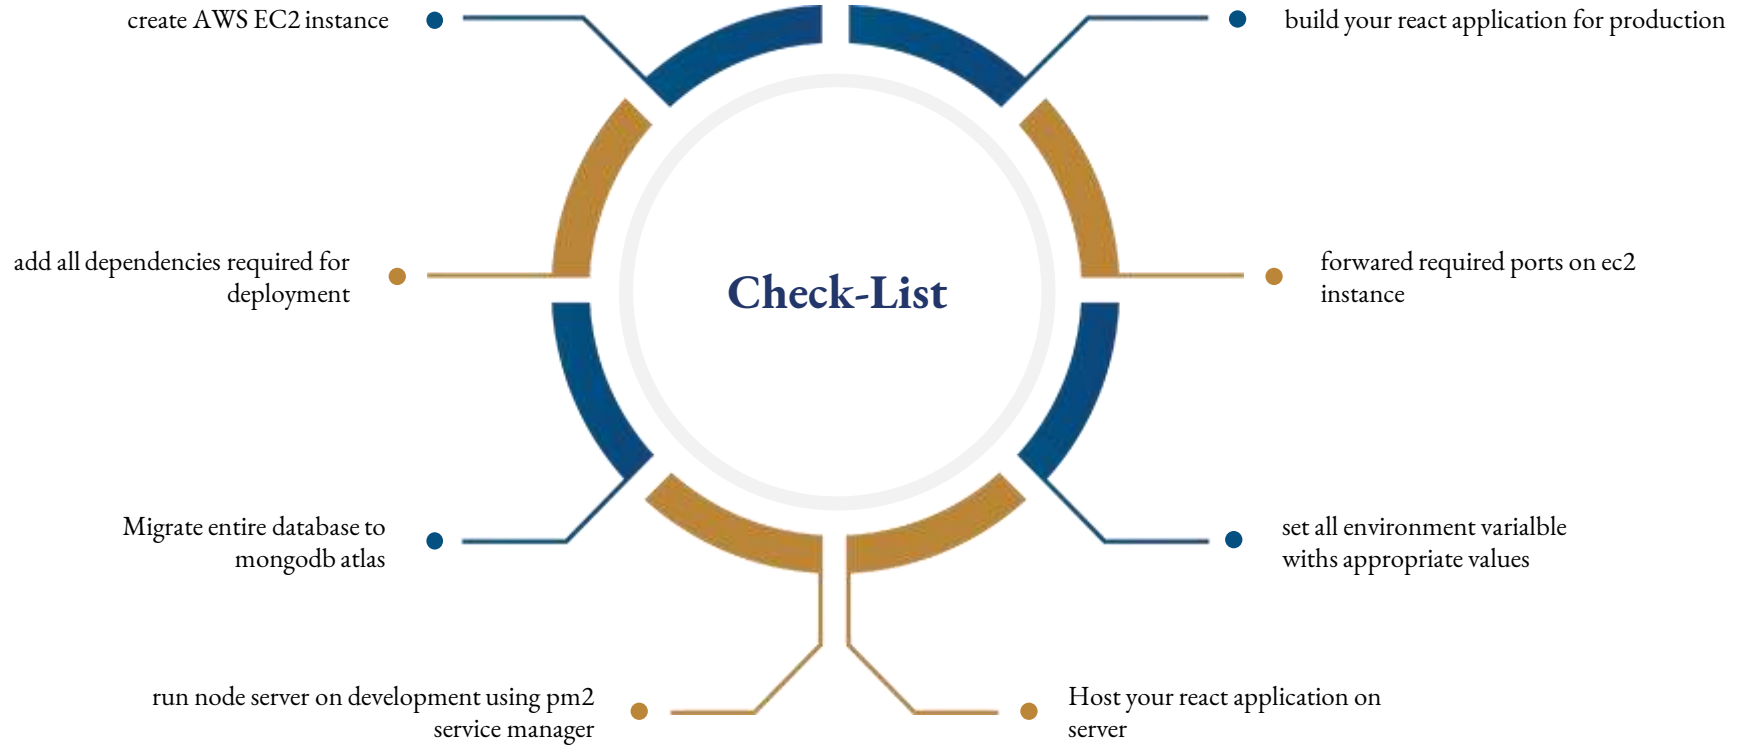 create AWS EC2 instance
build your react application for production
add all dependencies required for
deployment
forwared required ports on ec2
instance
Check-List
Migrate entire database to
mongodb atlas
set all environment varialble
withs appropriate values
run node server on development using pm2
service manager
Host your react application on
server